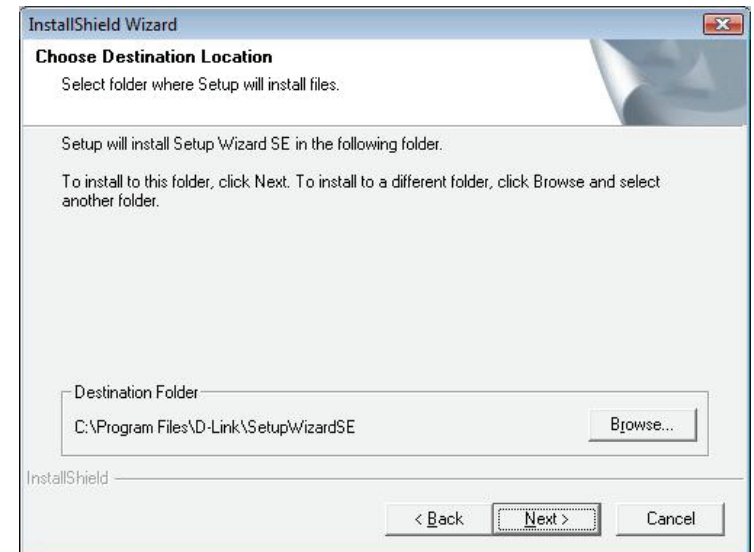 InstallShield Wizard
Choose Destination Location
Select folder where Setup will install files.
Setup will install Setup Wizard SE in the following folder.
To install to this folder, click Next. To install to a different folder, click Browse and select
another folder.
Destination Folder
C:\Program Files\D-Link\SetupWizardSE
Browse...
InstallShield
< Back
Next >
Cancel